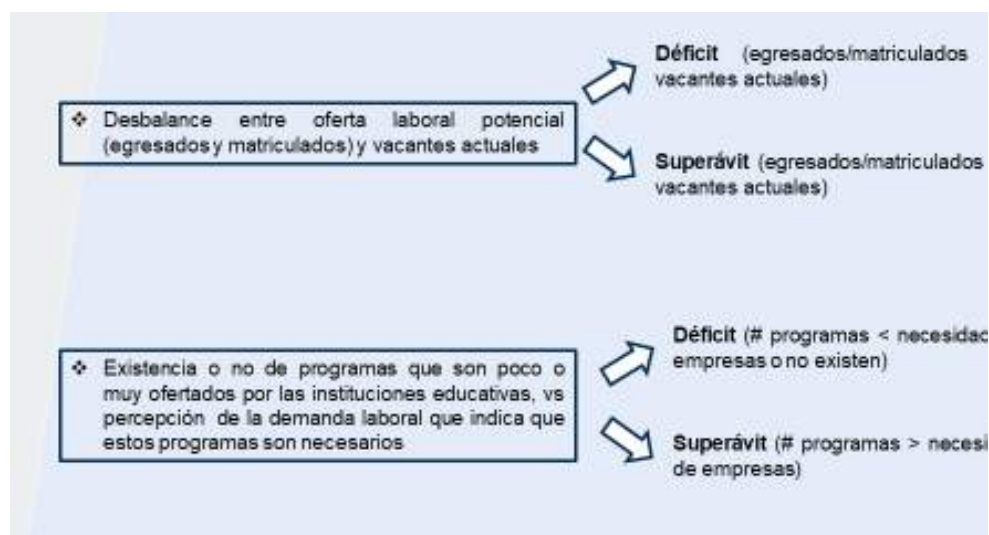 Déficit (egresados/matriculados
vacantes actuales)
❖ Desbalance entre oferta laboral potencial
(egresados y matriculados) y vacantes actuales
Superávit (egresados/matriculados
vacantes actuales)
Déficit (# programas < necesidac
empresas o no existen)
❖ Existencia o no de programas que son poco o
muy ofertados por las instituciones educativas, vs
percepción de la demanda laboral que indica que
estos programas son necesarios
Superávit (# programas > necesi
de empresas)